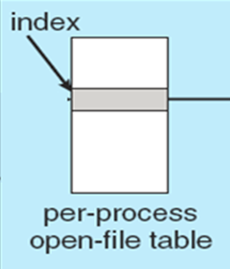 index
per-process
open-file table